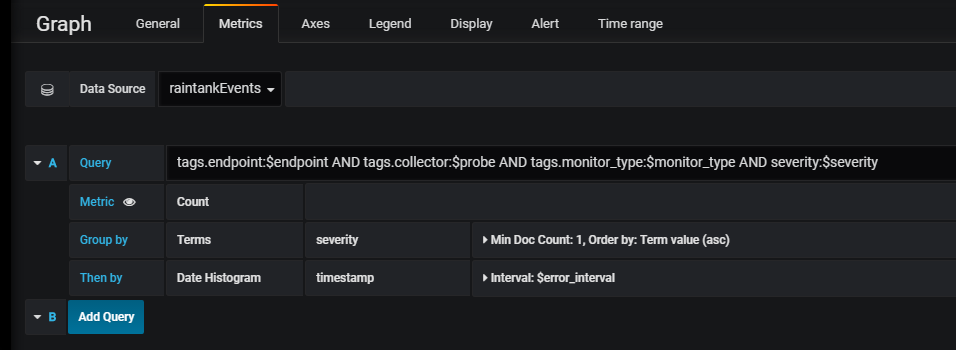 Graph General Metrics Axes Legend Display Alert Time range
Data Source raintankEvents
A Query tags.endpoint:$endpoint AND tags.collector:$probe AND tags.monitor_type:$monitor_type AND severity:$severity
Metric Count
Group by Terms severity Min Doc Count: 1, Order by: Term value (asc)
Then by Date Histogram timestamp Interval: $error_interval
B Add Query